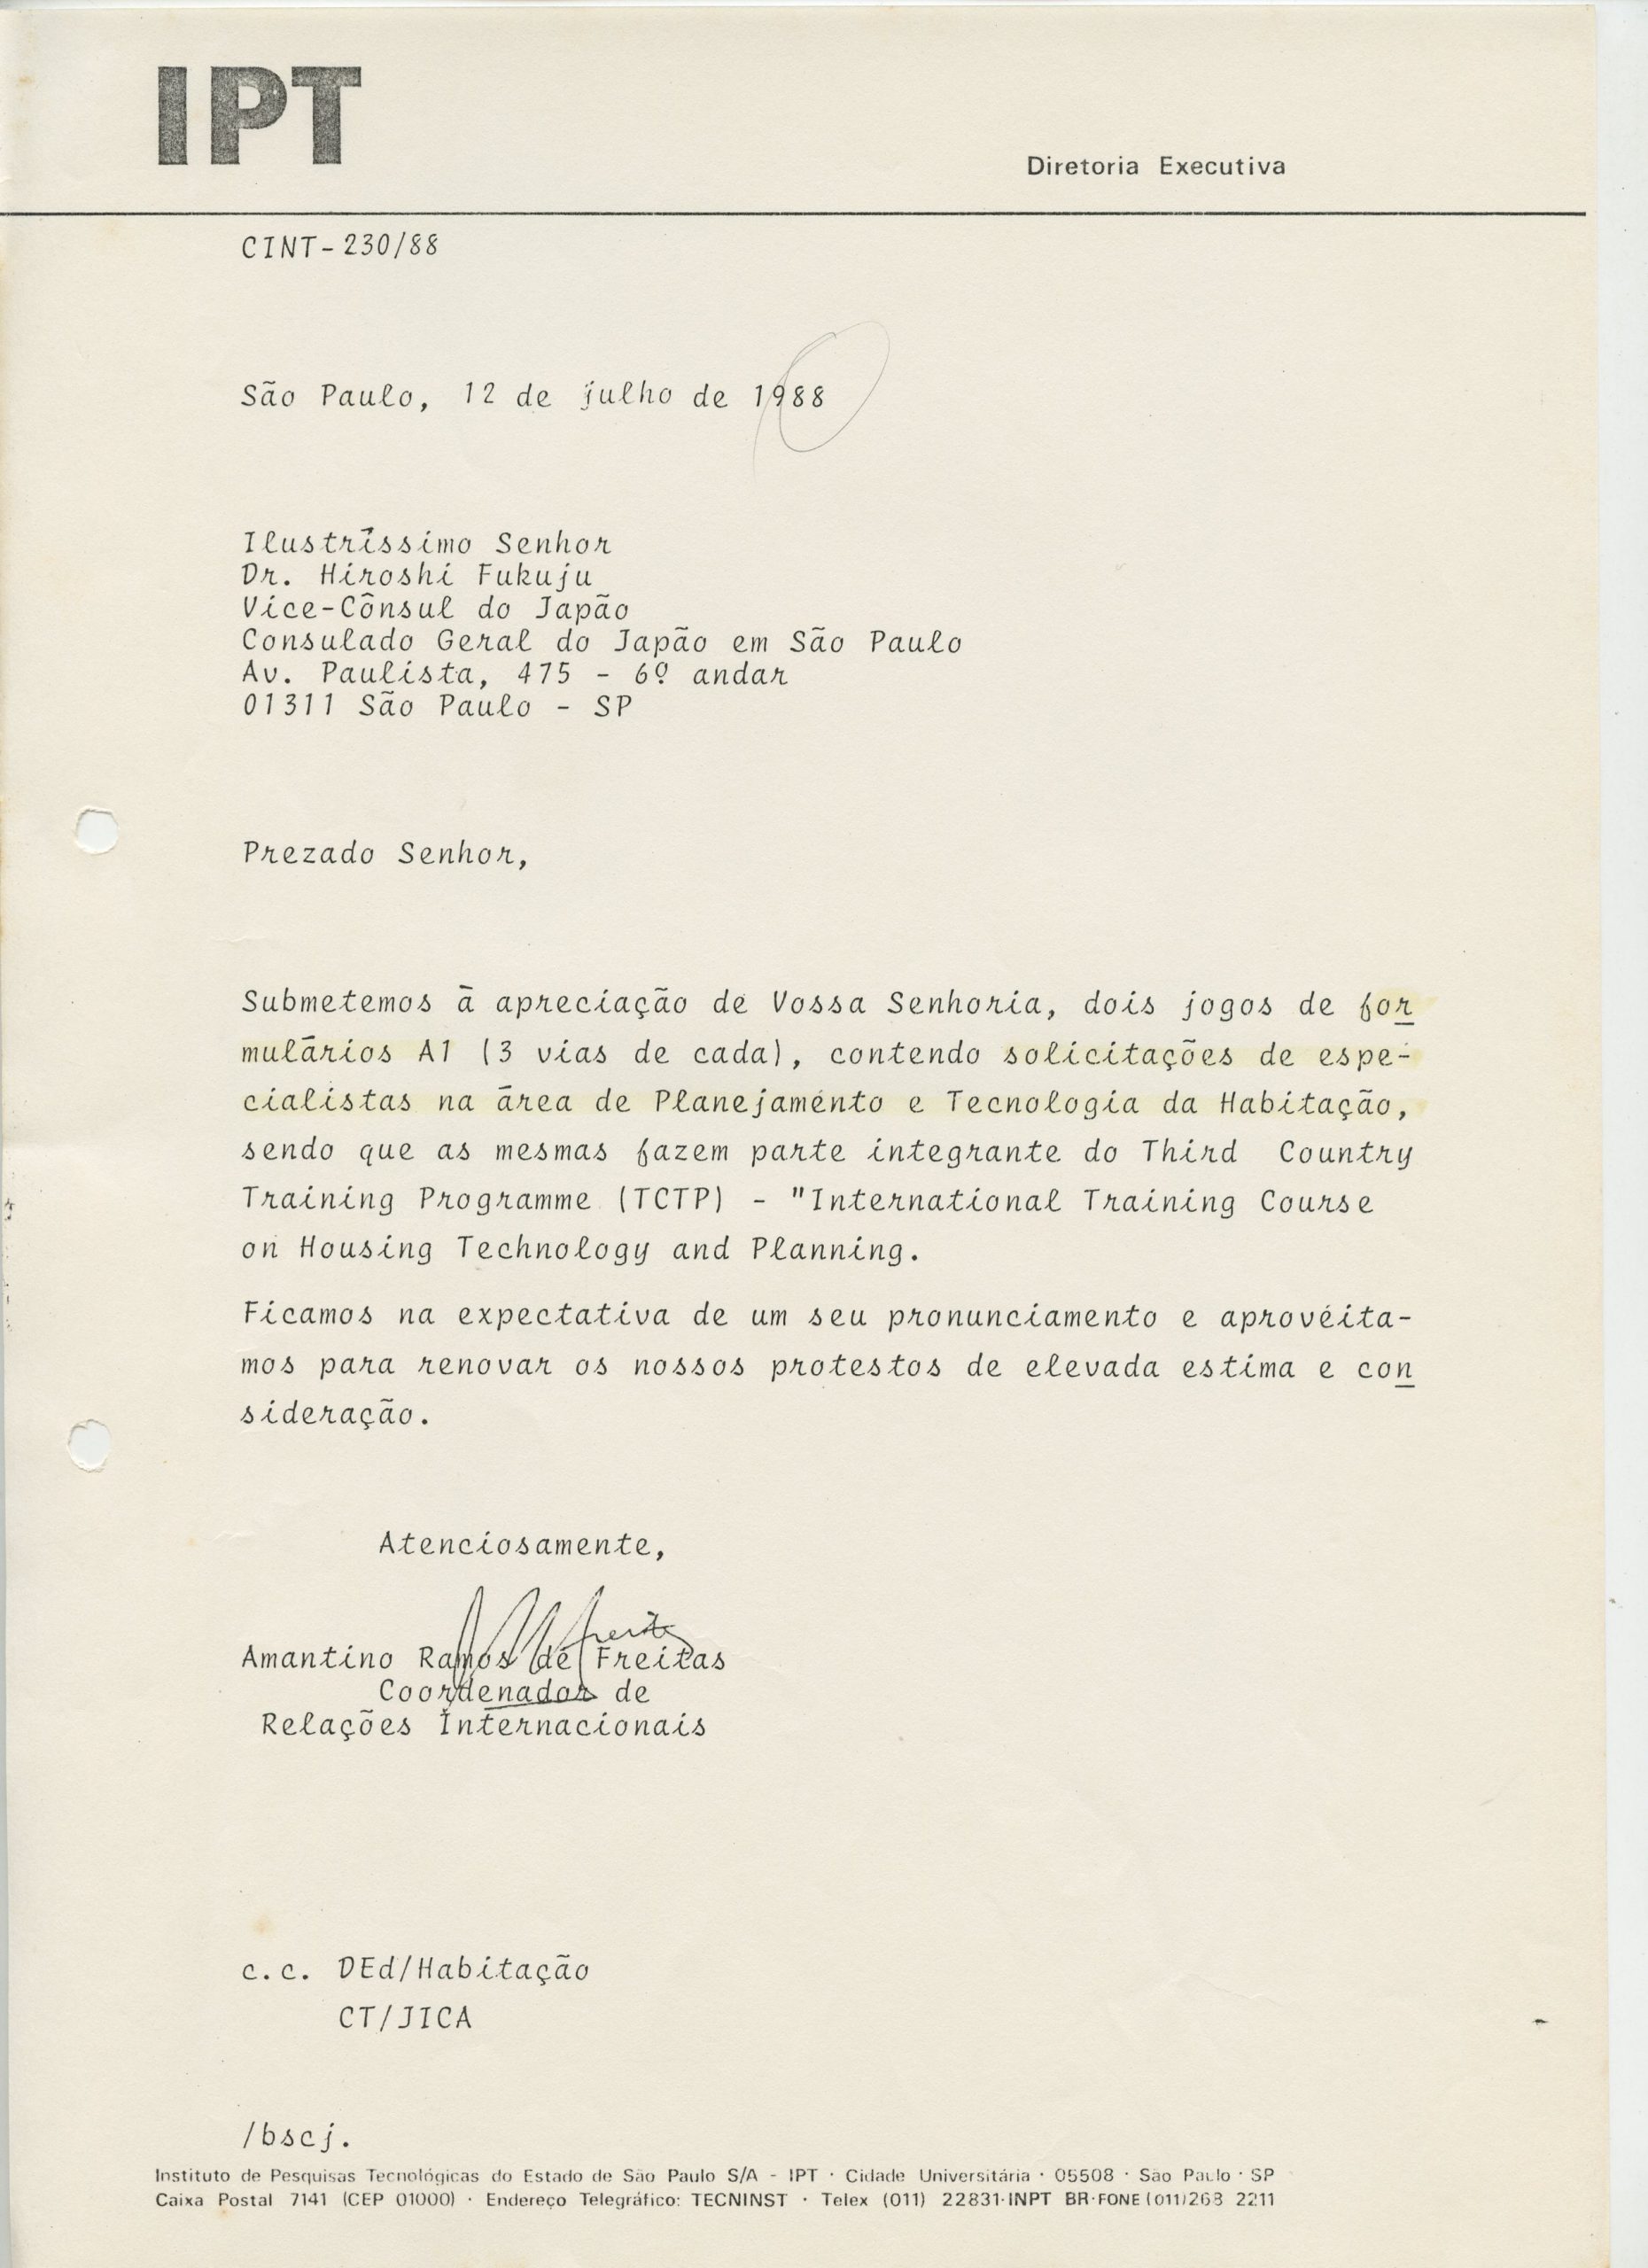 IPT
Diretoria Executiva
CINT-230/88
São Paulo, 12 de julho de 1988
Ilustríssimo Senhor
Dr. Hiroshi Fukuju
Vice-Cônsul do Japão
Consulado Geral do Japão em São Paulo
Av. Paulista, 475 - 6º andar
01311 São Paulo - SP
Prezado Senhor,
Submetemos à apreciação de Vossa Senhoria, dois jogos de for
mulários A1 (3 vias de cada), contendo solicitações de espe-
cialistas na área de Planejamento e Tecnologia da Habitação,
sendo que as mesmas fazem parte integrante do Third Country
Training Programme (TCTP) - "International Training Course
on Housing Technology and Planning.
Ficamos na expectativa de um seu pronunciamento e aproveita-
mos para renovar os nossos protestos de elevada estima e con
sideração.
Atenciosamente,
Freitas
Amantino Ramos de Freitas
Coordenador de
Relações Internacionais
c.c. DEd/Habitação
CT/JICA
/bscj.
Instituto de Pesquisas Tecnológicas do Estado de São Paulo S/A - IPT · Cidade Universitária · 05508 · São Paulo · SP
Caixa Postal 7141 (CEP 01000) · Endereço Telegráfico: TECNINST · Telex (011) 22831·INPT BR·FONE (011)268 2211